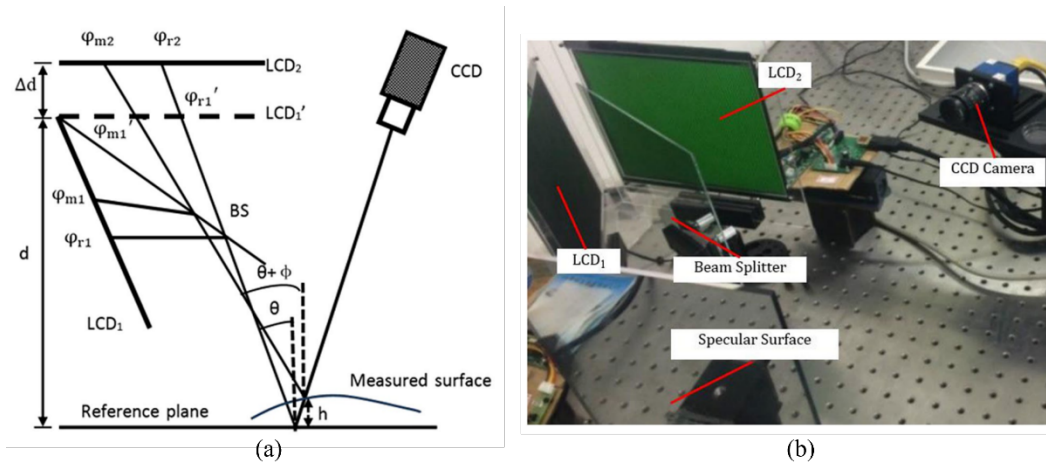 φm2
φr2
LCD2
Δd
φr1′
LCD1′
φm1′
CCD
φm1
BS
φr1
d
θ+ ϕ
LCD1
θ
Measured surface
Reference plane
h
(a)
LCD2
CCD Camera
LCD1
Beam Splitter
Specular Surface
(b)